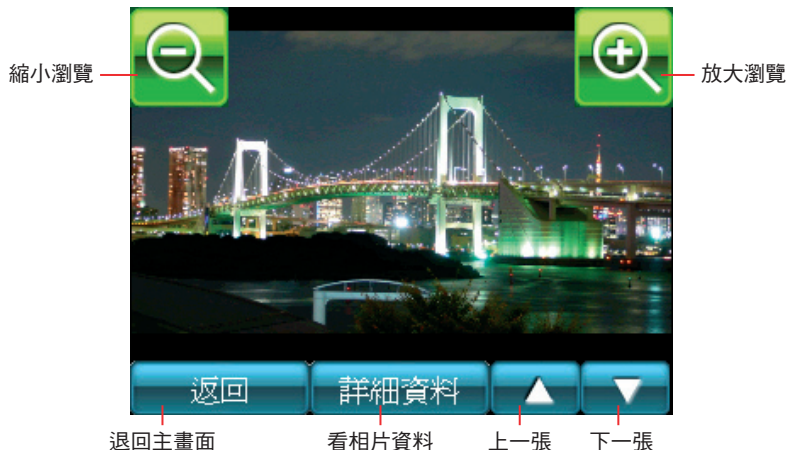 縮小瀏覽
放大瀏覽
返回
詳細資料
退回主畫面
看相片資料
上一張
下一張